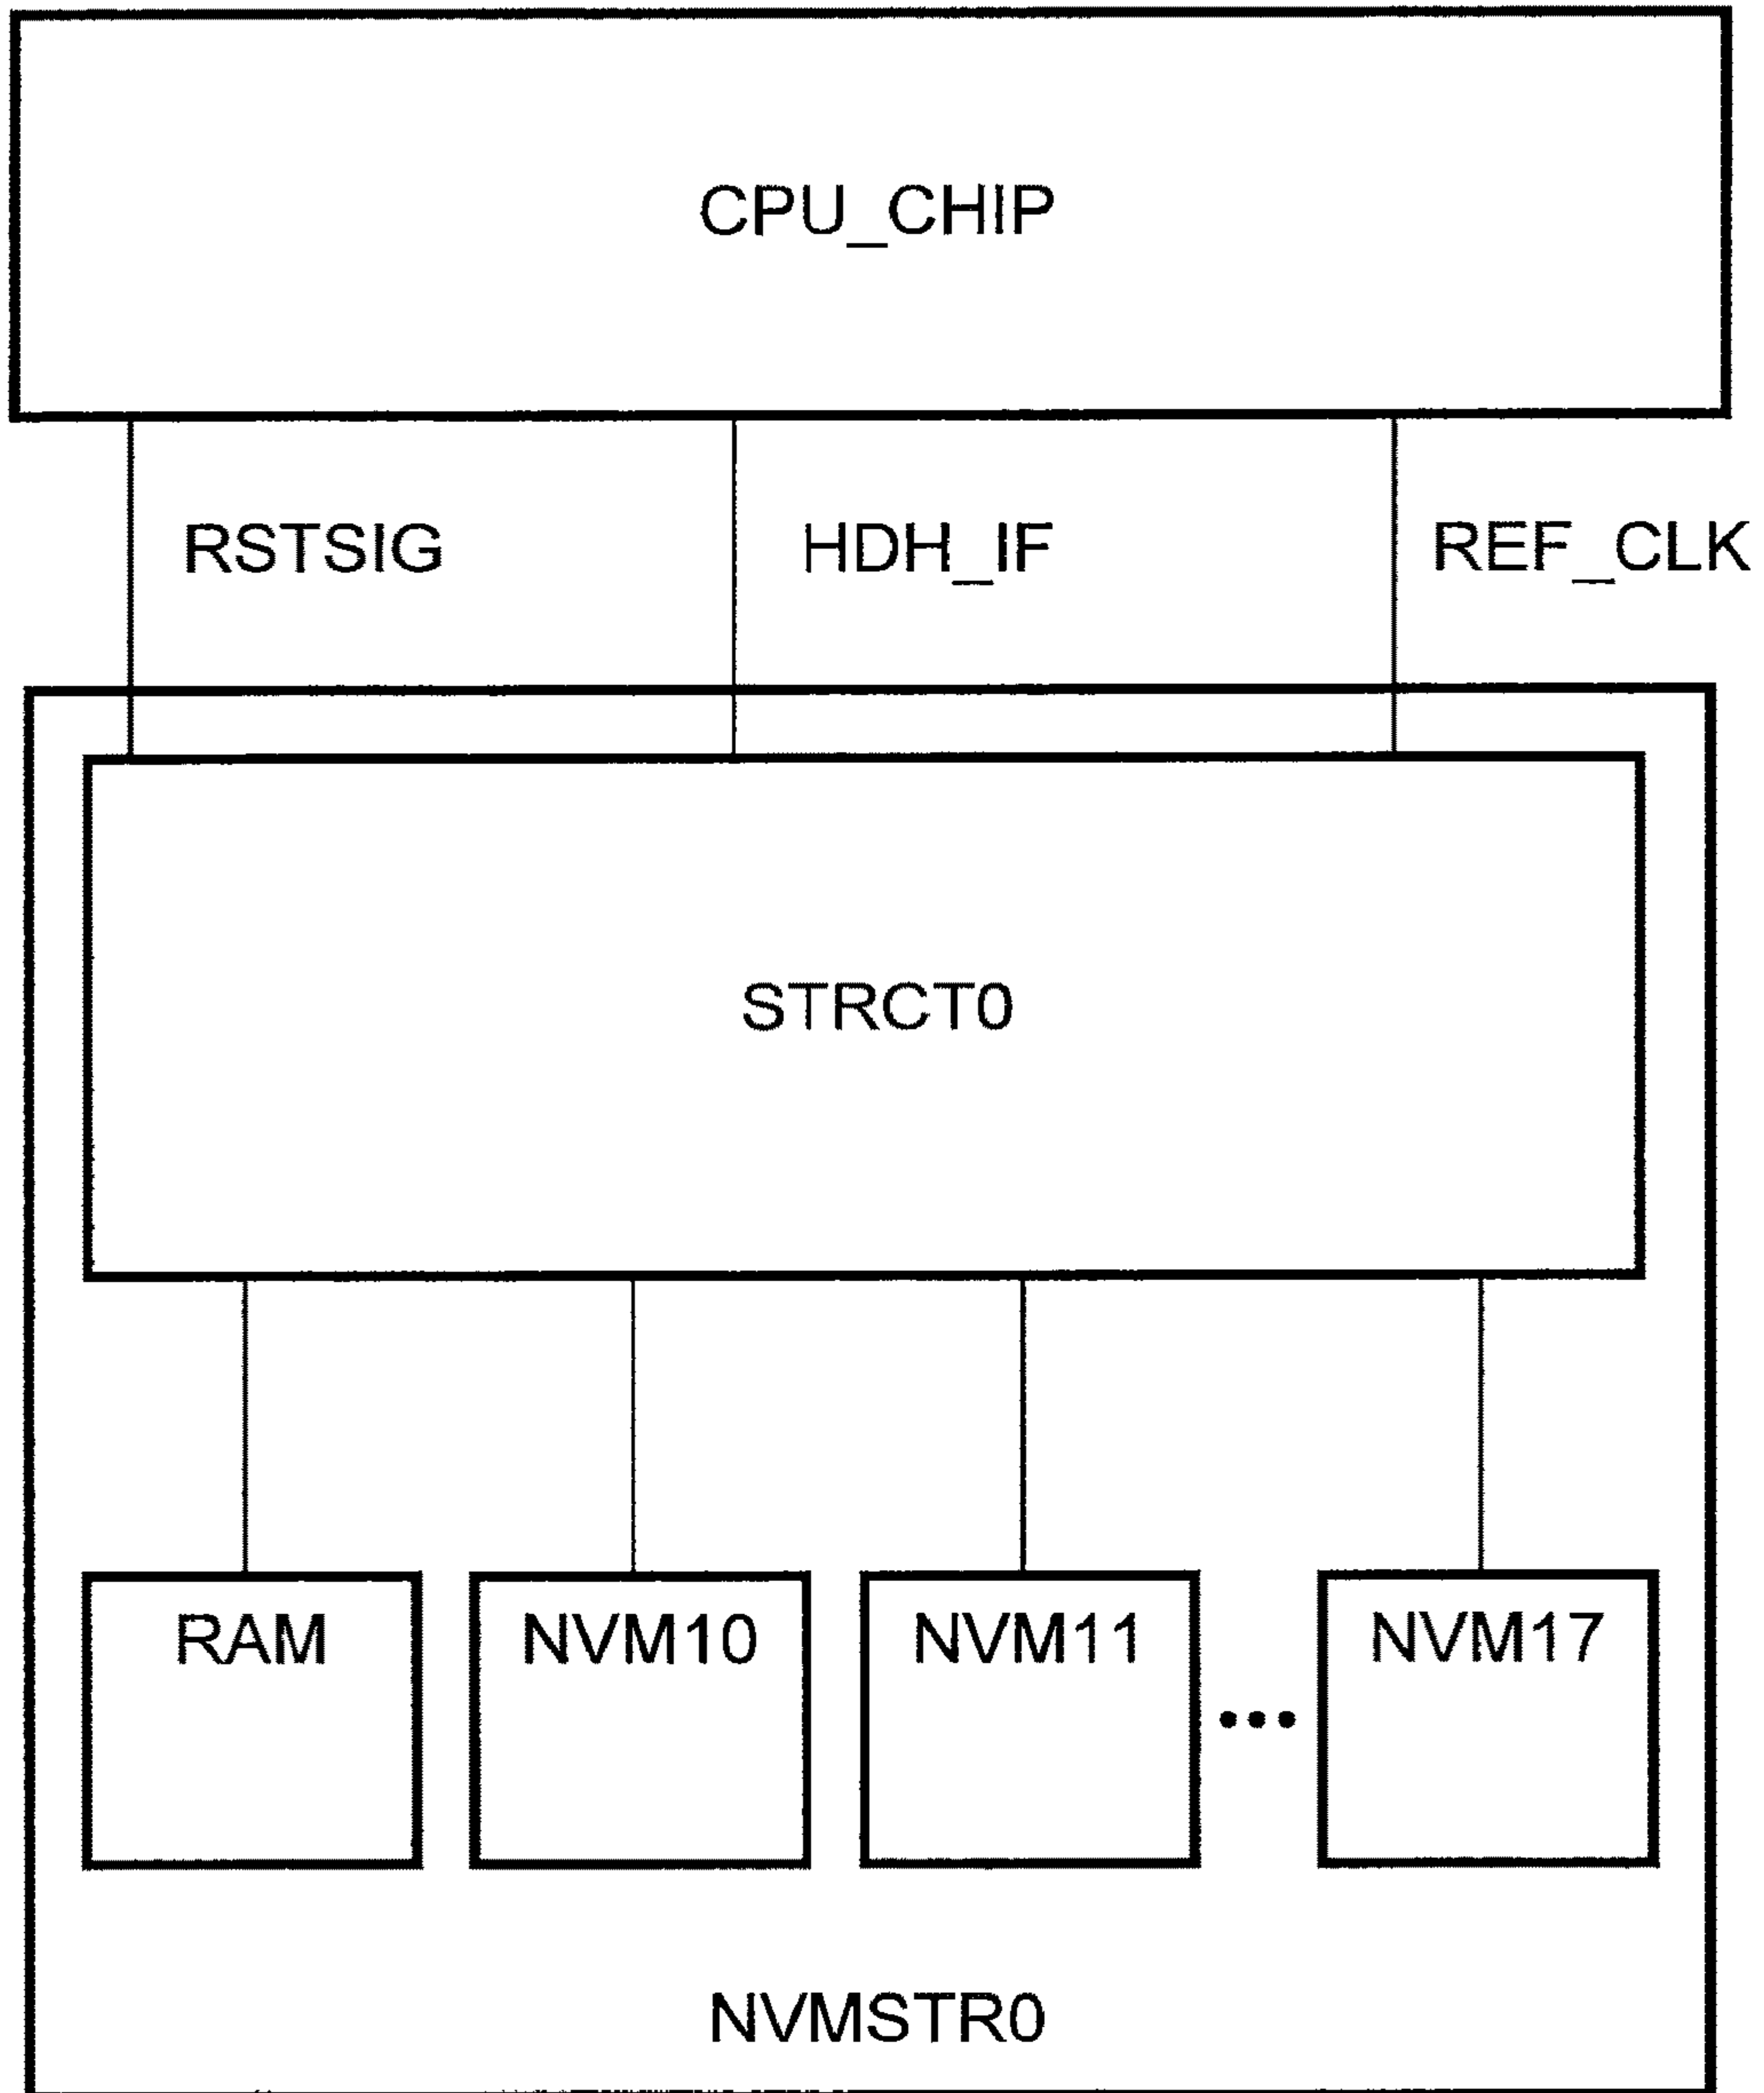 CPU_CHIP
RSTSIG HDH_IF REF_CLK
STRCT0
RAM NVM10 NVM11 ... NVM17
NVMSTR0